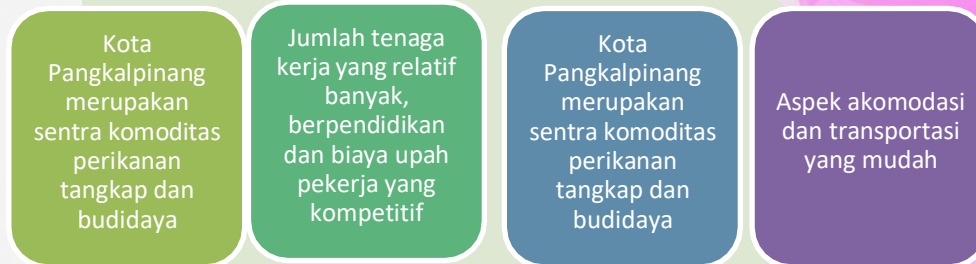 Kota
Pangkalpinang
merupakan
sentra komoditas
perikanan
tangkap dan
budidaya
Jumlah tenaga
kerja yang relatif
banyak,
berpendidikan
dan biaya upah
pekerja yang
kompetitif
Kota
Pangkalpinang
merupakan
sentra komoditas
perikanan
tangkap dan
budidaya
Aspek akomodasi
dan transportasi
yang mudah